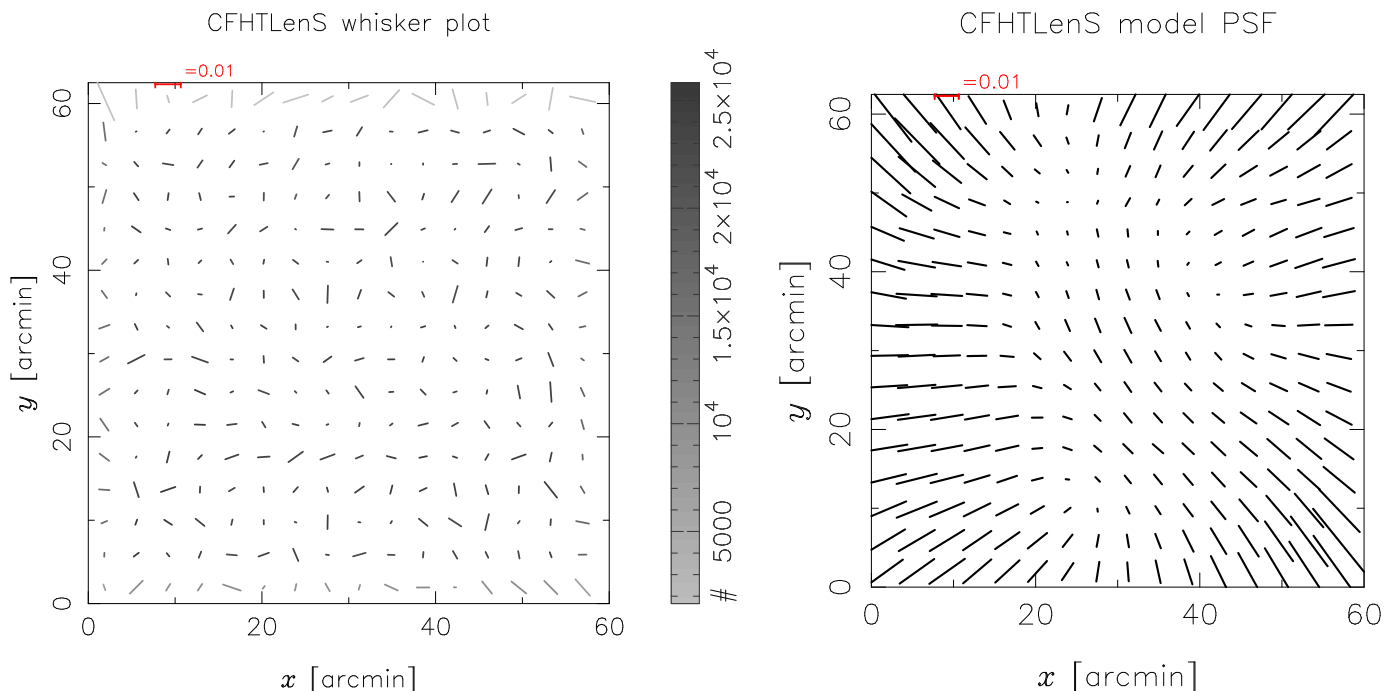 CFHTLenS whisker plot
=0.01
60
40
20
0
0 20 40 60
x [arcmin]
y [arcmin]
# 5000 10⁴ 1.5×10⁴ 2×10⁴ 2.5×10⁴
CFHTLenS model PSF
=0.01
60
40
20
0
0 20 40 60
x [arcmin]
y [arcmin]